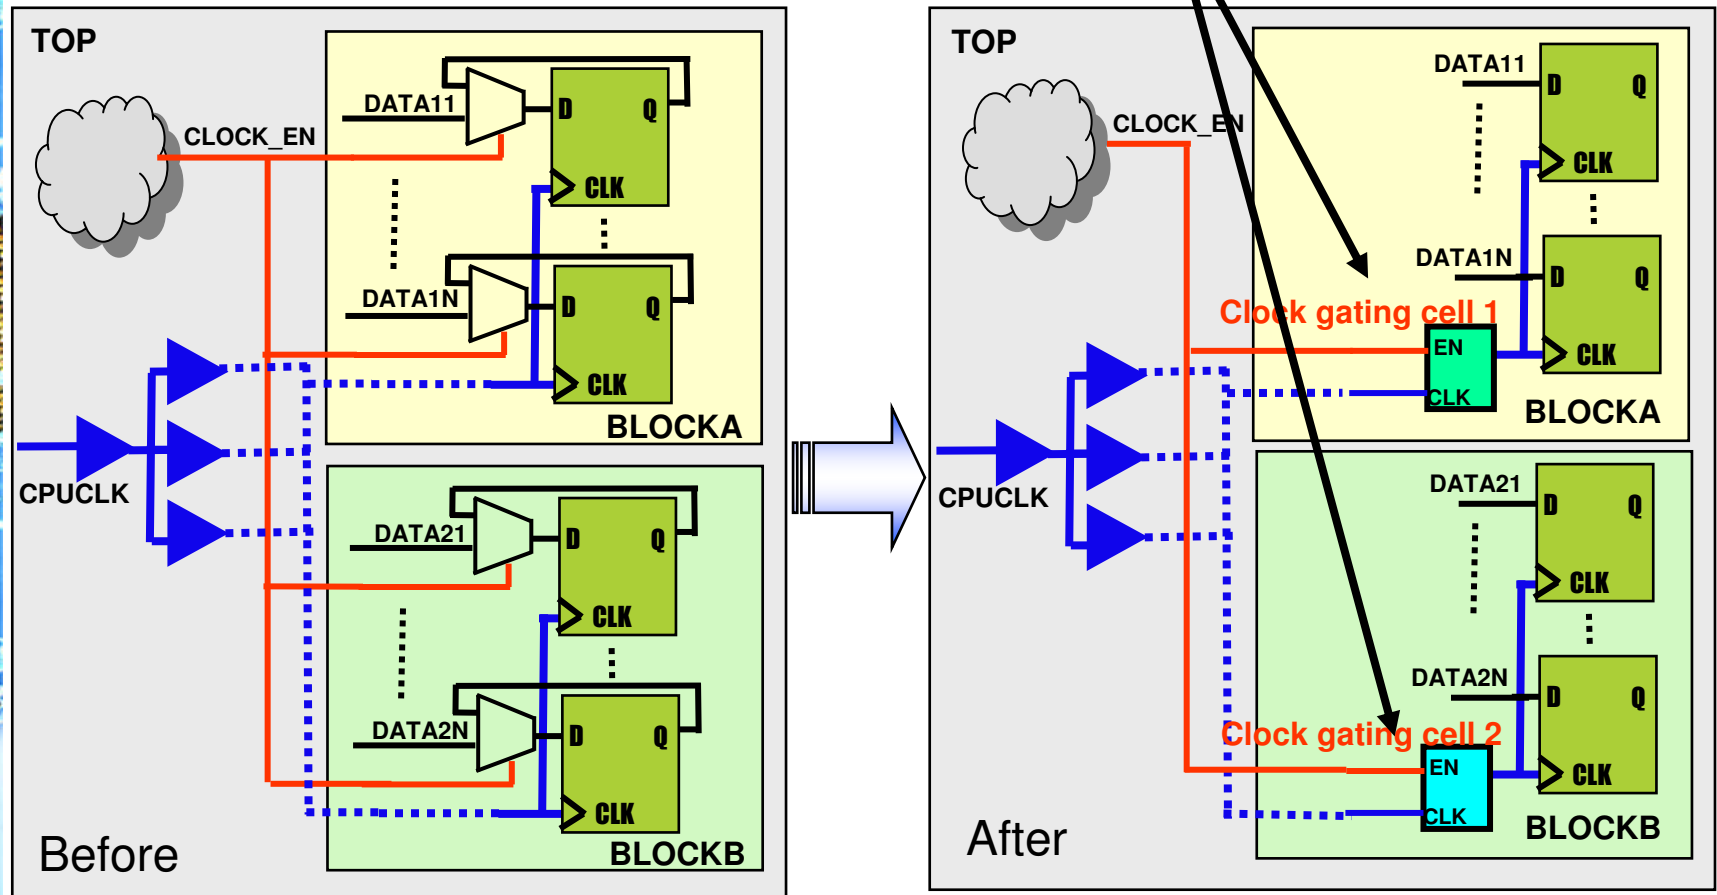 TOP
DATA11
D
Q
CLOCK_EN
CLK
DATA1N
D
Q
CLK
BLOCKA
CPUCLK
DATA21
D
Q
CLK
DATA2N
D
Q
CLK
BLOCKB
Before
TOP
DATA11
D
Q
CLOCK_EN
CLK
DATA1N
D
Q
Clock gating cell 1
EN
CLK
CLK
BLOCKA
CPUCLK
DATA21
D
Q
CLK
DATA2N
D
Q
Clock gating cell 2
EN
CLK
CLK
BLOCKB
After